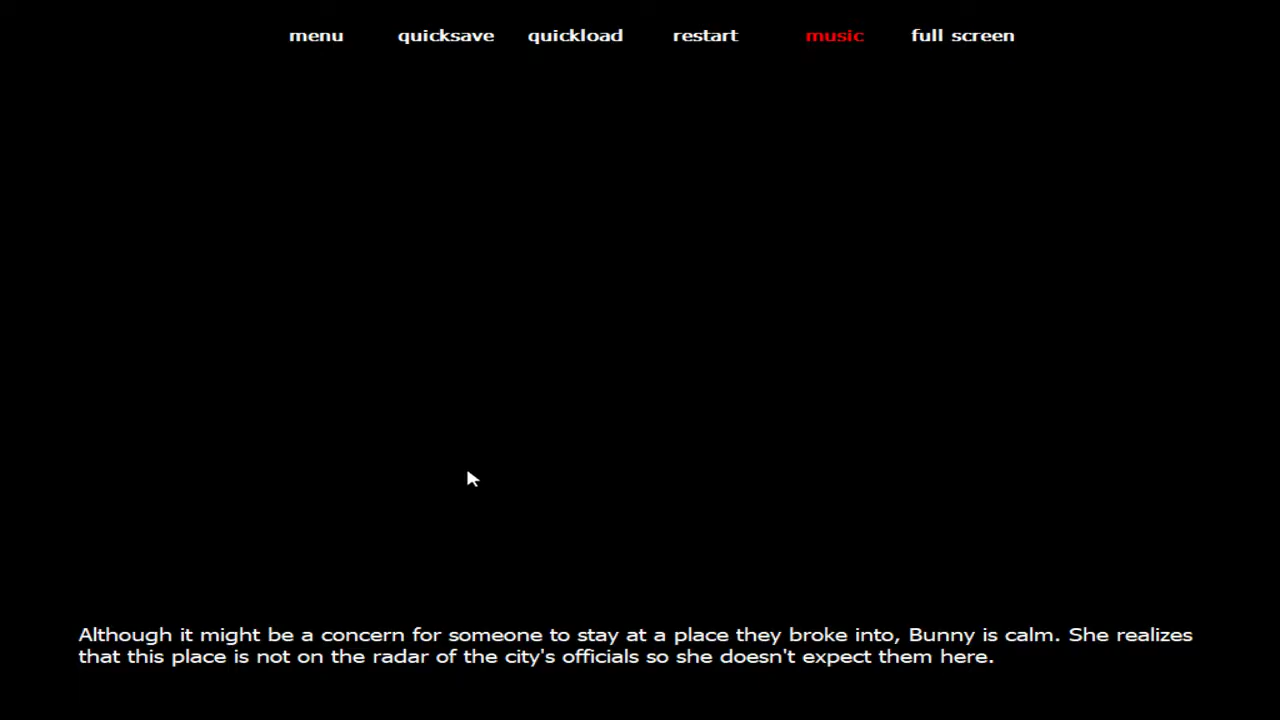 menu quicksave quickload restart music full screen
Although it might be a concern for someone to stay at a place they broke into, Bunny is calm. She realizes
that this place is not on the radar of the city's officials so she doesn't expect them here.